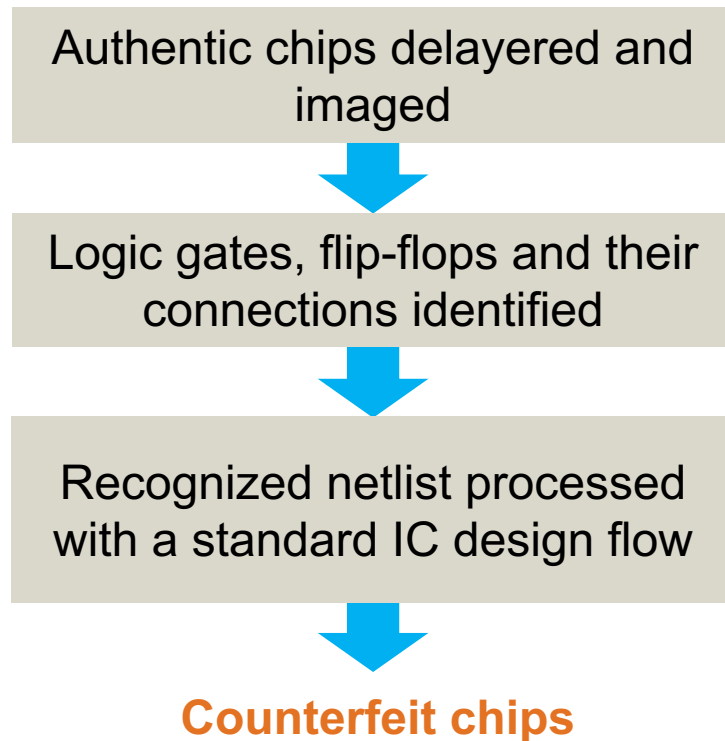 Authentic chips delayered and
imaged
Logic gates, flip-flops and their
connections identified
Recognized netlist processed
with a standard IC design flow
Counterfeit chips